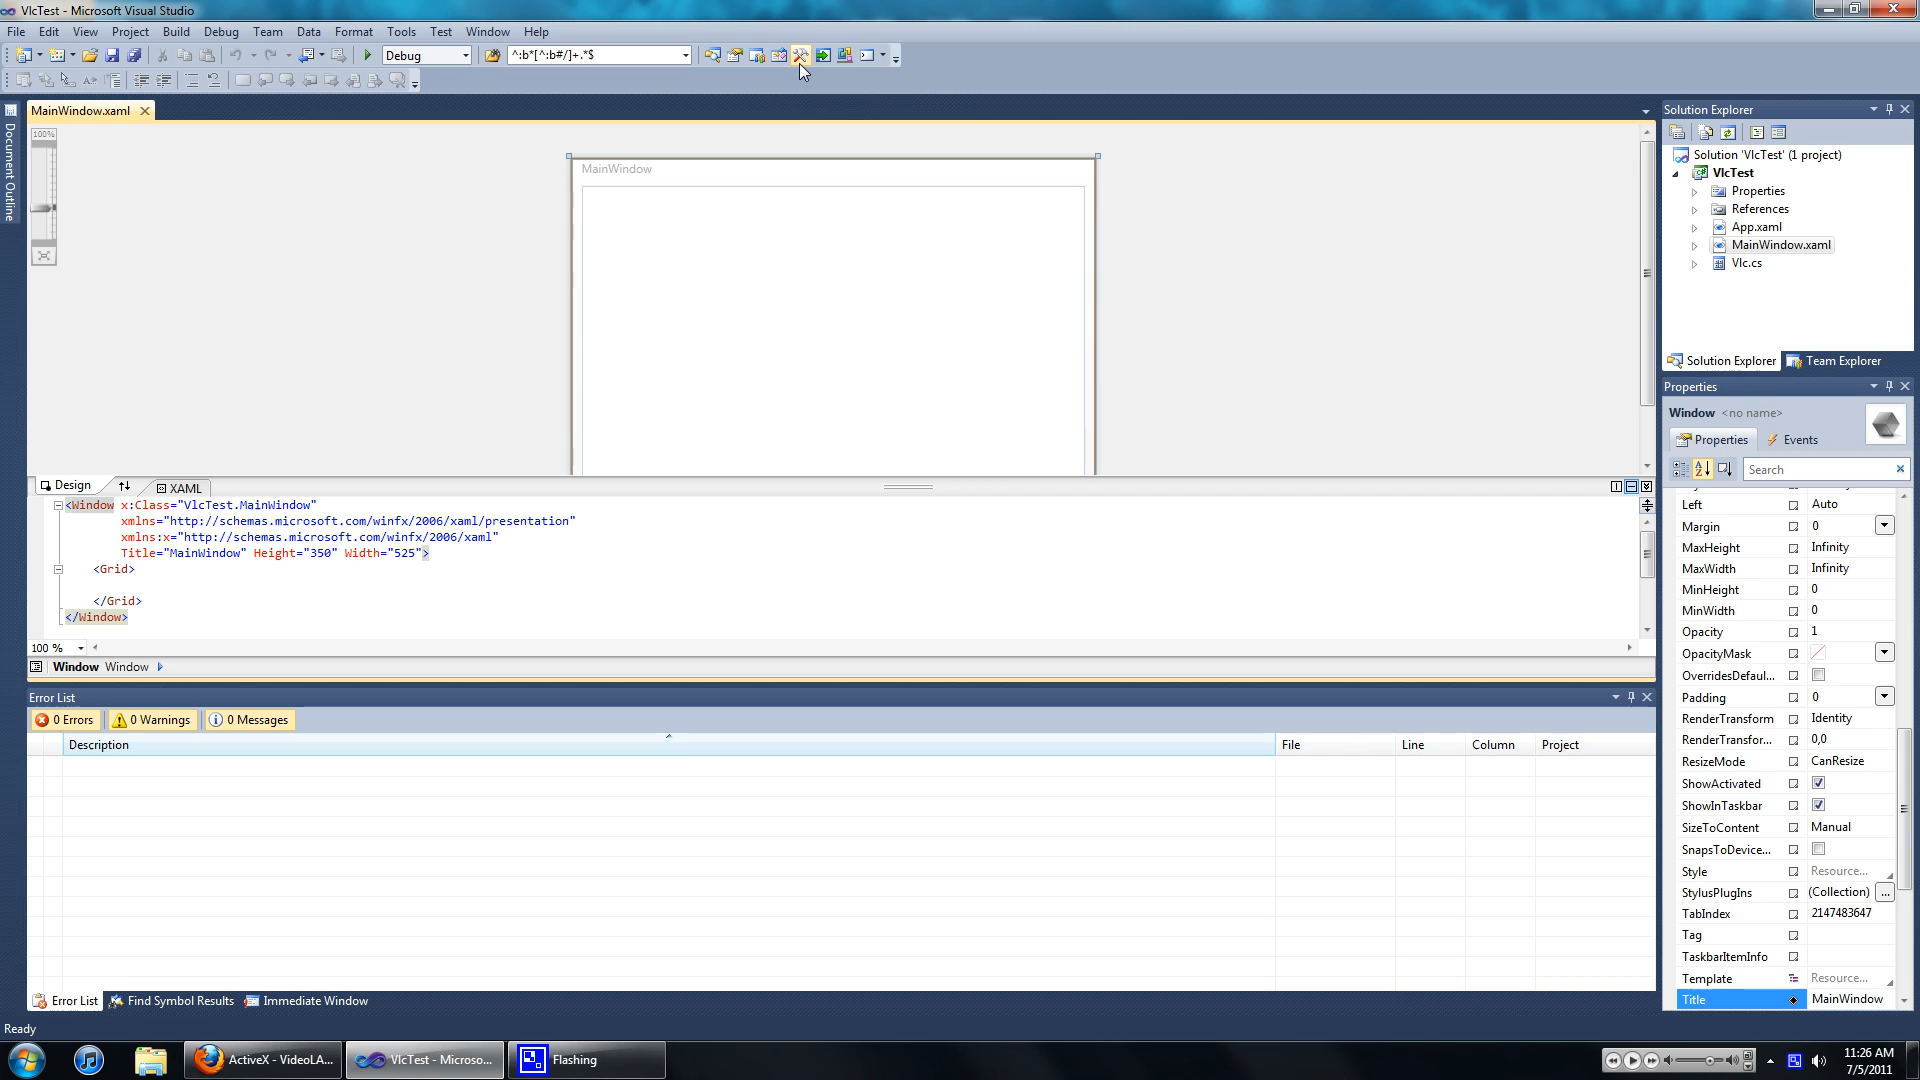 VlcTest - Microsoft Visual Studio
File Edit View Project Build Debug Team Data Format Tools Test Window Help
Debug ^:b*[^:b#/]+.*$
Document Outline
MainWindow.xaml
100%
MainWindow
Design XAML
<Window x:Class="VlcTest.MainWindow"
xmlns="http://schemas.microsoft.com/winfx/2006/xaml/presentation"
xmlns:x="http://schemas.microsoft.com/winfx/2006/xaml"
Title="MainWindow" Height="350" Width="525">
<Grid>
</Grid>
</Window>
100 %
Window Window
Error List
0 Errors 0 Warnings 0 Messages
Description File Line Column Project
Error List Find Symbol Results Immediate Window
Ready
Solution Explorer
Solution 'VlcTest' (1 project)
VlcTest
Properties
References
App.xaml
MainWindow.xaml
Vlc.cs
Solution Explorer Team Explorer
Properties
Window <no name>
Properties Events
Search
Left Auto
Margin 0
MaxHeight Infinity
MaxWidth Infinity
MinHeight 0
MinWidth 0
Opacity 1
OpacityMask
OverridesDefaul...
Padding 0
RenderTransform Identity
RenderTransfor... 0,0
ResizeMode CanResize
ShowActivated
ShowInTaskbar
SizeToContent Manual
SnapsToDevice...
Style Resource...
StylusPlugIns (Collection) ...
TabIndex 2147483647
Tag
TaskbarItemInfo
Template Resource...
Title MainWindow
ActiveX - VideoLA... VlcTest - Microso... Flashing
11:26 AM
7/5/2011